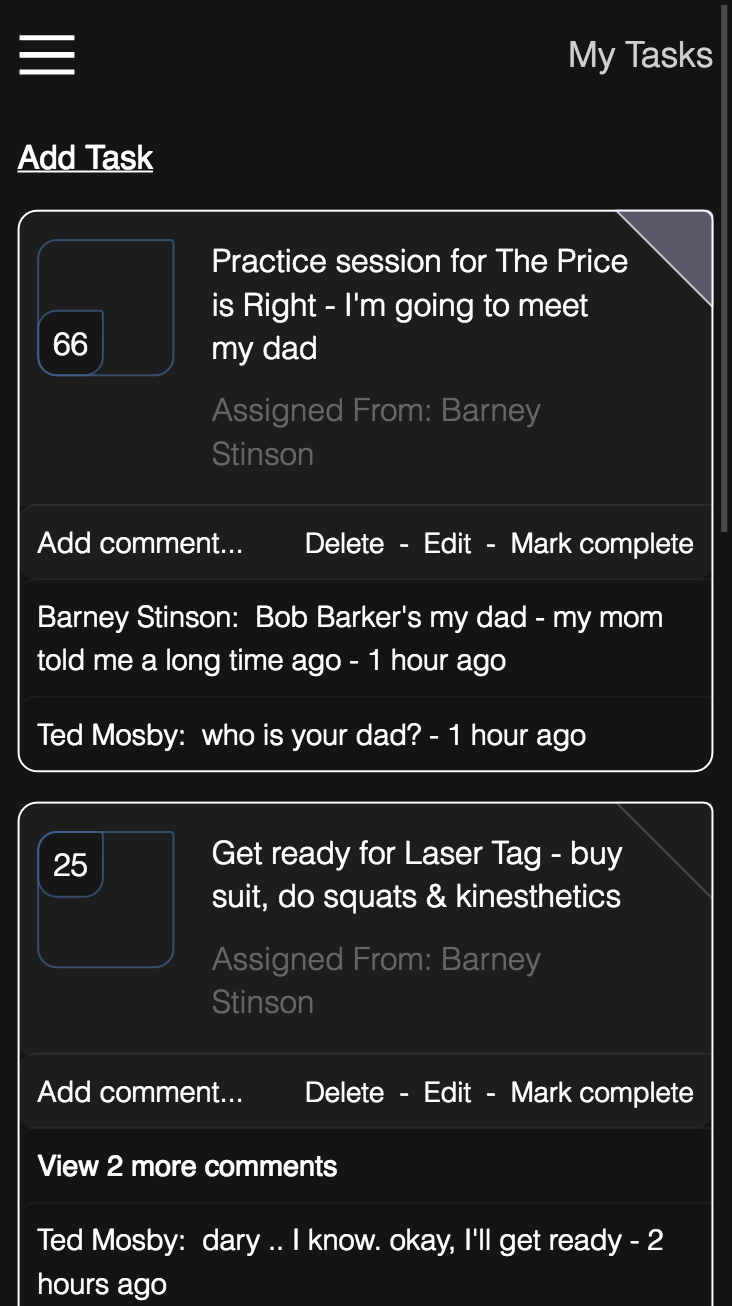 My Tasks
Add Task
Practice session for The Price
is Right - I'm going to meet
my dad
66
Assigned From: Barney
Stinson
Add comment... Delete - Edit - Mark complete
Barney Stinson: Bob Barker's my dad - my mom
told me a long time ago - 1 hour ago
Ted Mosby: who is your dad? - 1 hour ago
25
Get ready for Laser Tag - buy
suit, do squats & kinesthetics
Assigned From: Barney
Stinson
Add comment... Delete - Edit - Mark complete
View 2 more comments
Ted Mosby: dary .. I know. okay, I'll get ready - 2
hours ago